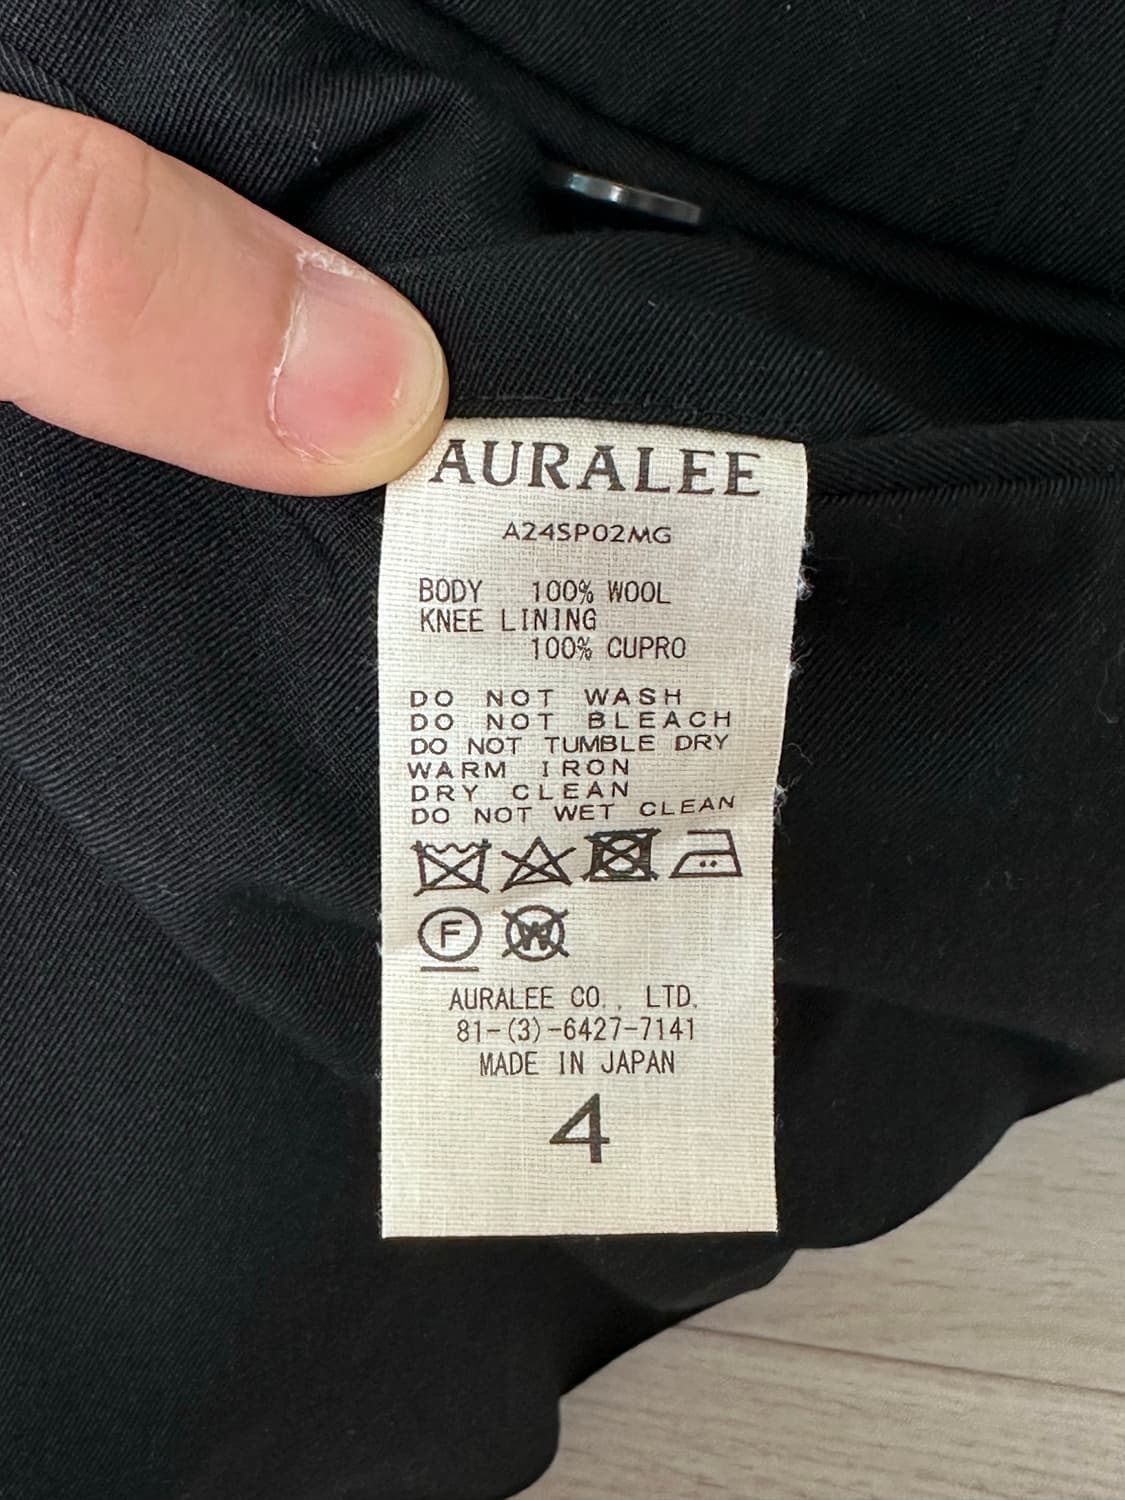 AURALEE
A24SP02MG
BODY 100% WOOL
KNEE LINING
100% CUPRO
DO NOT WASH
DO NOT BLEACH
DO NOT TUMBLE DRY
WARM IRON
DRY CLEAN
DO NOT WET CLEAN
F W
AURALEE CO., LTD.
81-(3)-6427-7141
MADE IN JAPAN
4